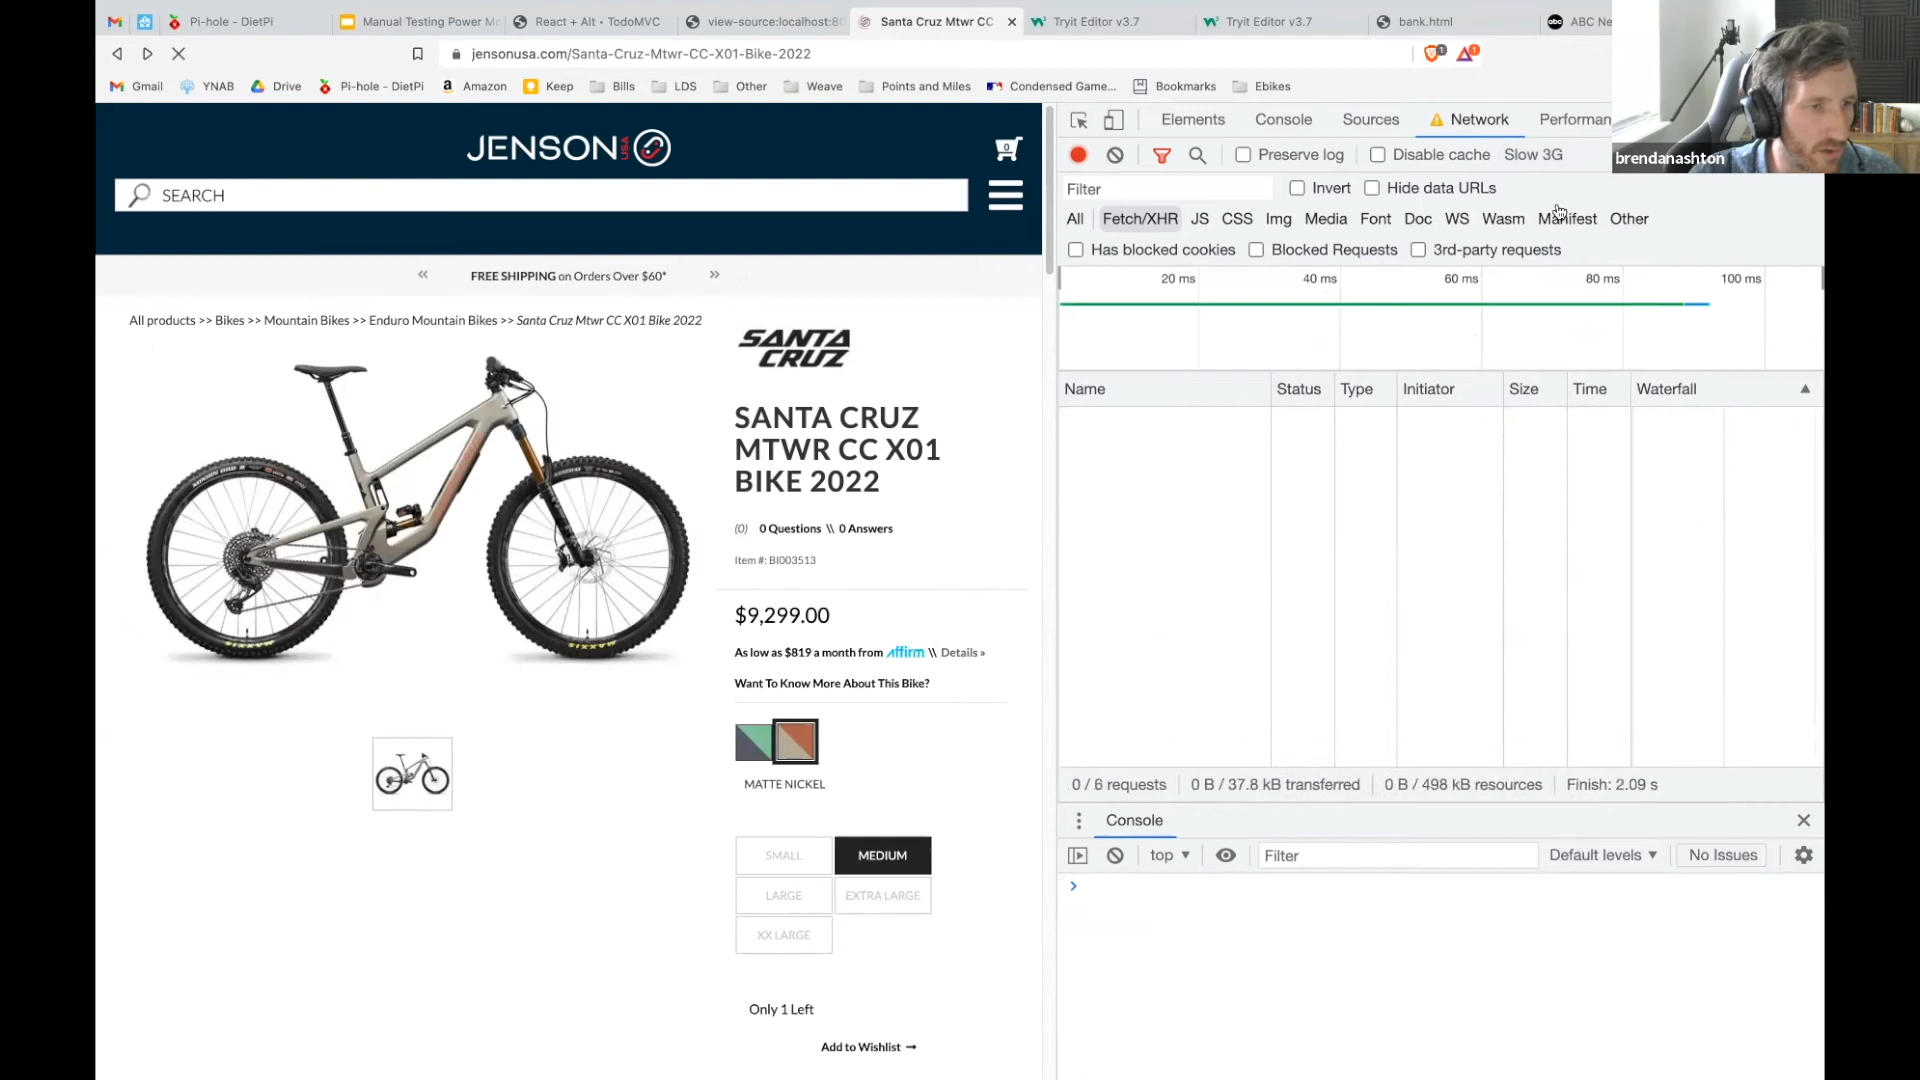 Pi-hole - DietPi
Manual Testing Power Mo
React + Alt • TodoMVC
view-source:localhost:80
Santa Cruz Mtwr CC
Tryit Editor v3.7
Tryit Editor v3.7
bank.html
abc
ABC Ne
jensonusa.com/Santa-Cruz-Mtwr-CC-X01-Bike-2022
1
1
Gmail
YNAB
Drive
Pi-hole - DietPi
Amazon
Keep
Bills
LDS
Other
Weave
Points and Miles
Condensed Game...
Bookmarks
Ebikes
brendanashton
JENSON USA
0
SEARCH
« FREE SHIPPING on Orders Over $60* »
All products >> Bikes >> Mountain Bikes >> Enduro Mountain Bikes >> Santa Cruz Mtwr CC X01 Bike 2022
SANTA
CRUZ
SANTA CRUZ
MTWR CC X01
BIKE 2022
(0) 0 Questions \\ 0 Answers
Item #: BI003513
$9,299.00
As low as $819 a month from affirm \\ Details »
Want To Know More About This Bike?
MATTE NICKEL
SMALL
MEDIUM
LARGE
EXTRA LARGE
XX LARGE
Only 1 Left
Add to Wishlist →
MAXXIS
MAXXIS
Elements
Console
Sources
Network
Performan
Preserve log
Disable cache
Slow 3G
Filter
Invert
Hide data URLs
All
Fetch/XHR
JS
CSS
Img
Media
Font
Doc
WS
Wasm
Manifest
Other
Has blocked cookies
Blocked Requests
3rd-party requests
20 ms
40 ms
60 ms
80 ms
100 ms
Name
Status
Type
Initiator
Size
Time
Waterfall
0 / 6 requests
0 B / 37.8 kB transferred
0 B / 498 kB resources
Finish: 2.09 s
Console
top ▼
Filter
Default levels ▼
No Issues